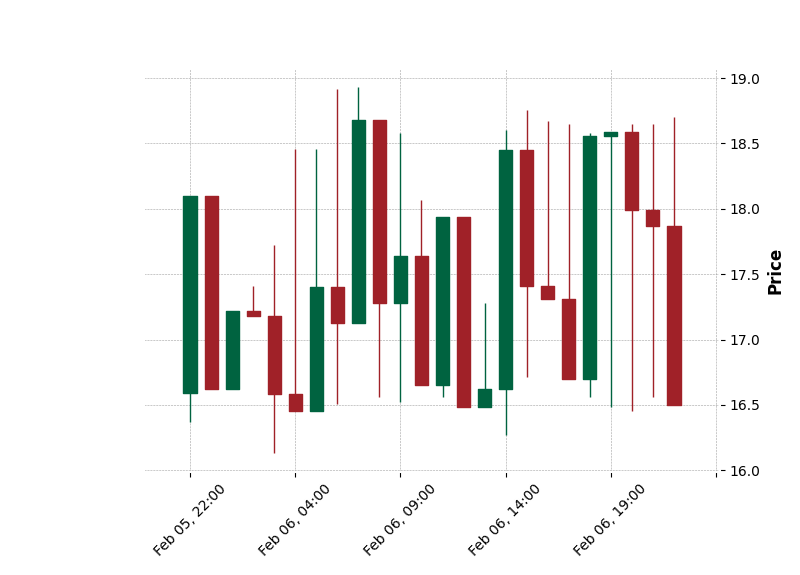 19.0
18.5
18.0
17.5
17.0
16.5
16.0
Price
Feb 05, 22:00
Feb 06, 04:00
Feb 06, 09:00
Feb 06, 14:00
Feb 06, 19:00